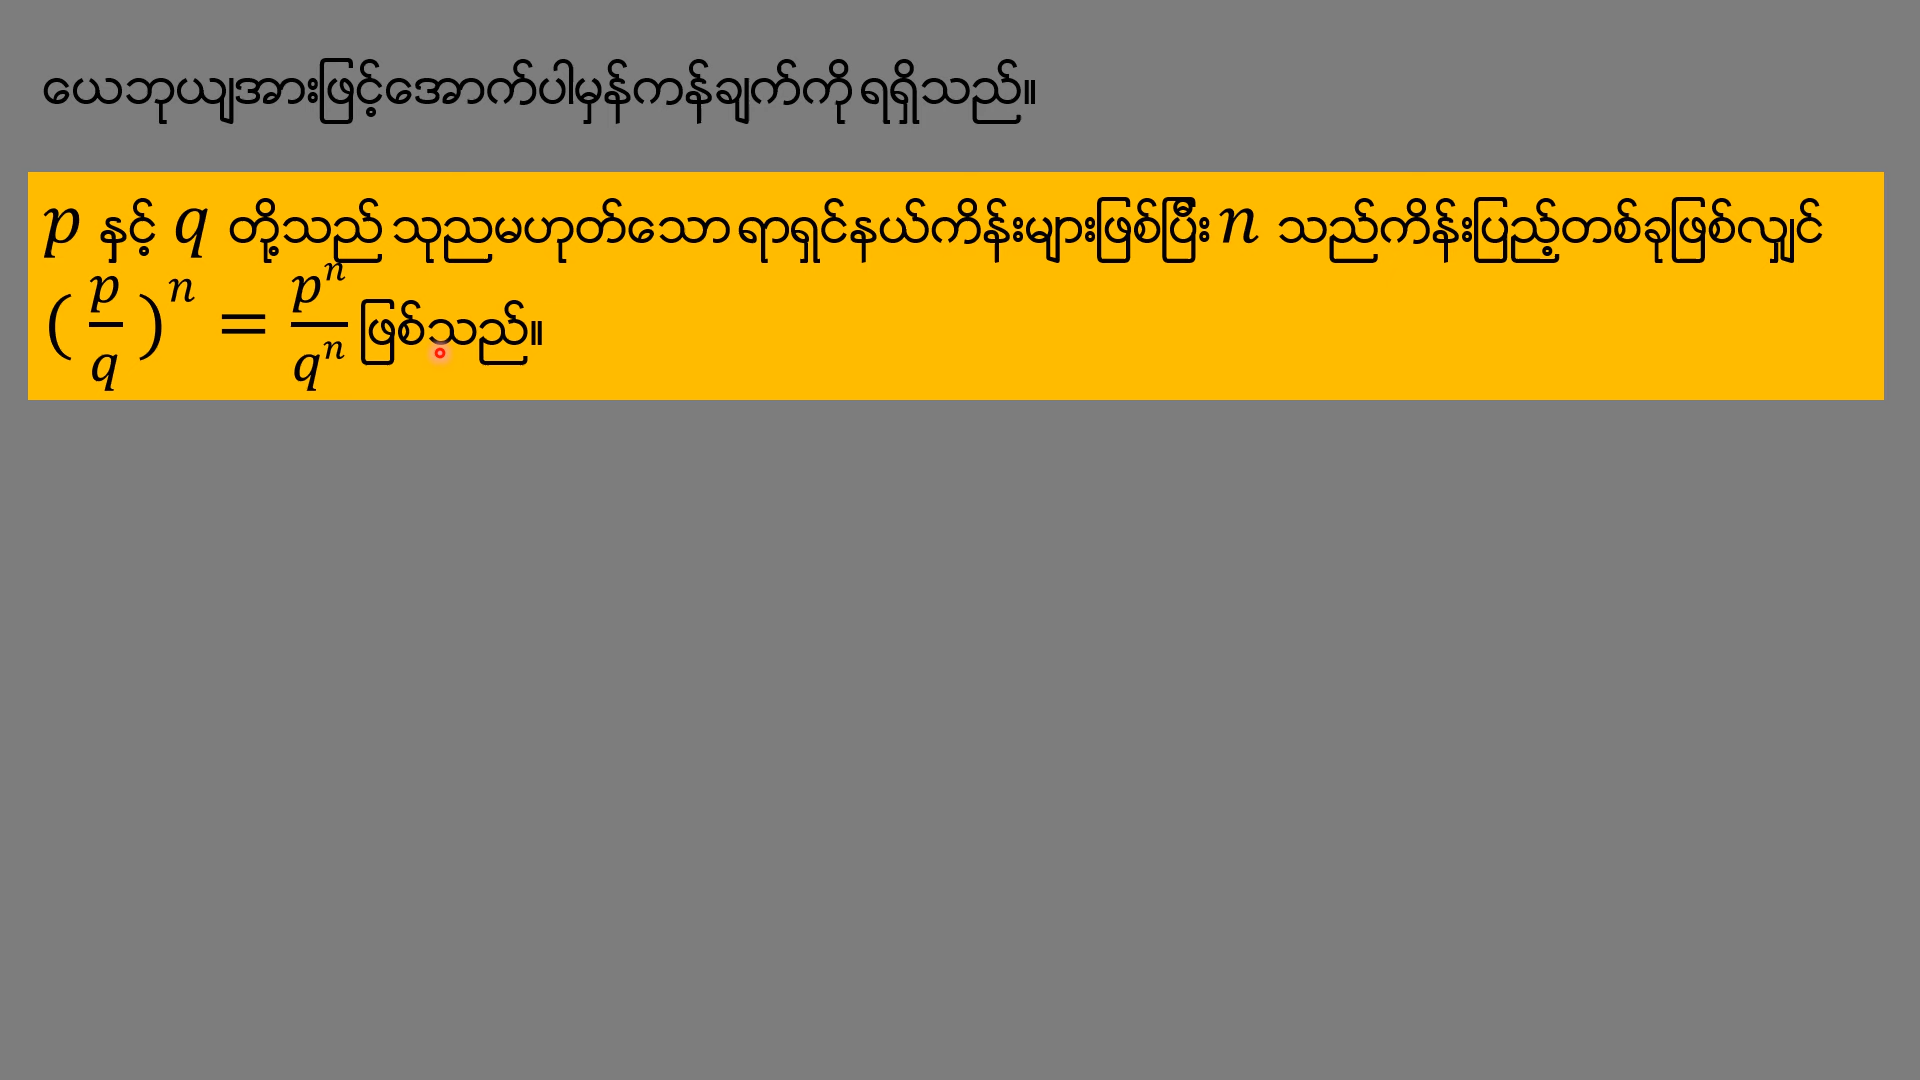 ယေဘုယျအားဖြင့်အောက်ပါမှန်ကန်ချက်ကို ရရှိသည်။
p နှင့် q တို့သည် သုညမဟုတ်သော ရာရှင်နယ်ကိန်းများဖြစ်ပြီး n သည်ကိန်းပြည့်တစ်ခုဖြစ်လျှင်
(p/q)^n = p^n/q^n ဖြစ်သည်။